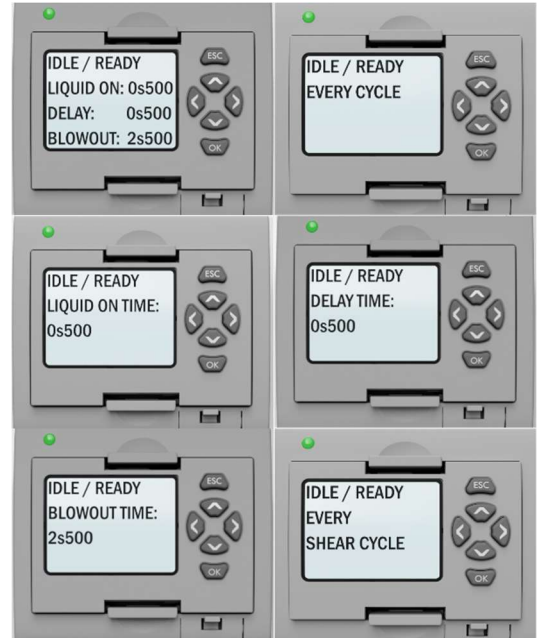 IDLE / READY
LIQUID ON: 0s500
DELAY: 0s500
BLOWOUT: 2s500
ESC
OK
IDLE / READY
EVERY CYCLE
ESC
OK
IDLE / READY
LIQUID ON TIME:
0s500
ESC
OK
IDLE / READY
DELAY TIME:
0s500
ESC
OK
IDLE / READY
BLOWOUT TIME:
2s500
ESC
OK
IDLE / READY
EVERY
SHEAR CYCLE
ESC
OK